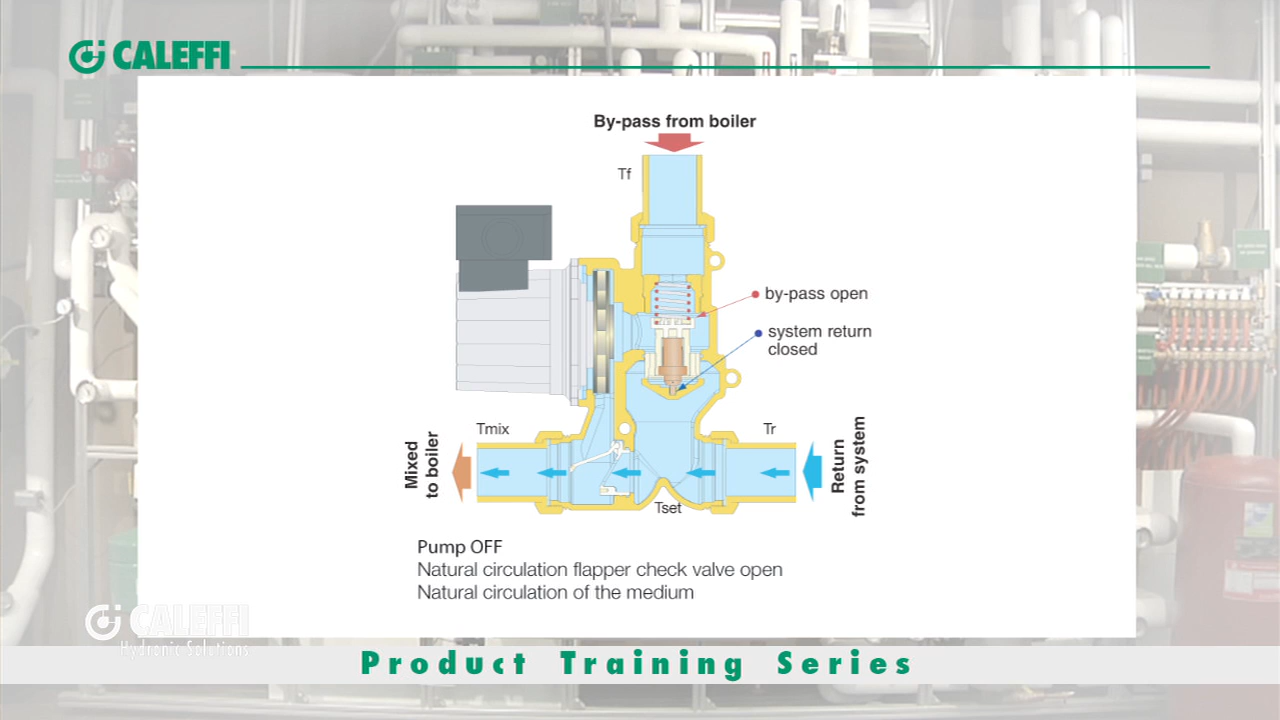 CALEFFI
By-pass from boiler
Tf
by-pass open
system return
closed
Tmix
Tr
Mixed
to boiler
Return
from system
Tset
Pump OFF
Natural circulation flapper check valve open
Natural circulation of the medium
CALEFFI
Hydronic Solutions
Product Training Series